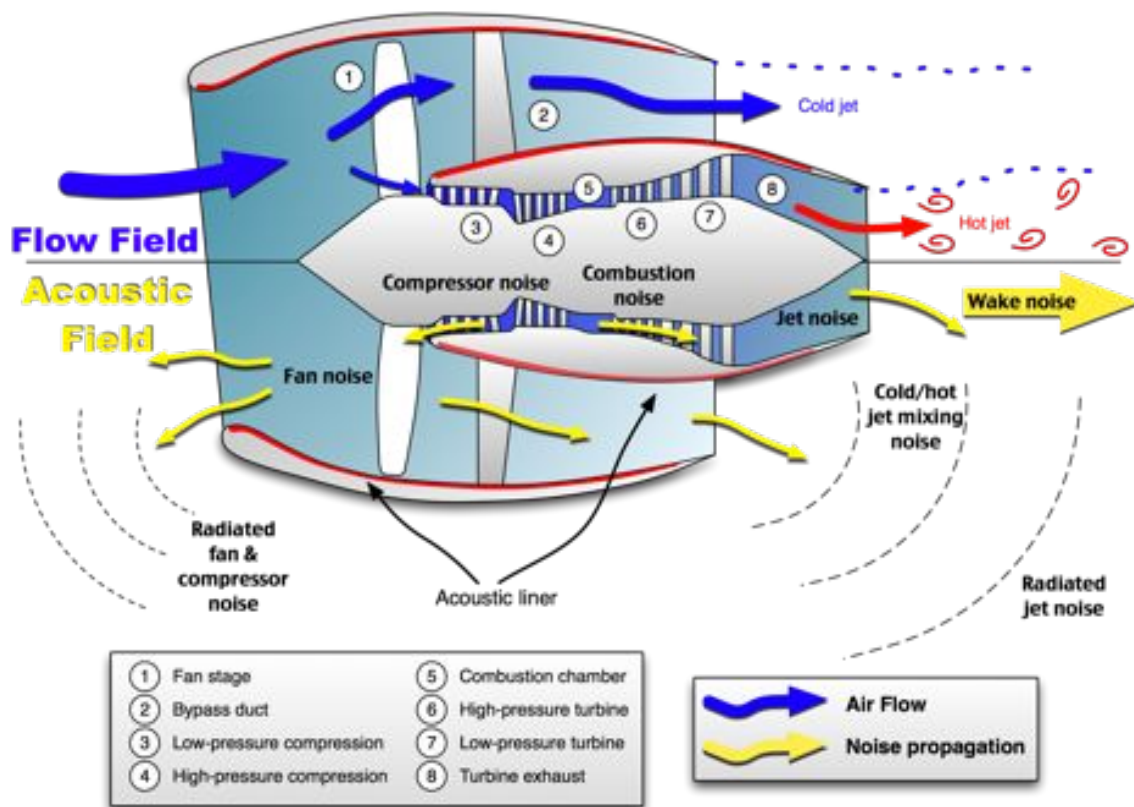 1
2
Cold jet
5
8
3
4
6
7
Hot jet
Flow Field
Acoustic
Field
Compressor noise
Combustion
noise
Wake noise
Jet noise
Fan noise
Cold/hot
jet mixing
noise
Radiated
fan &
compressor
noise
Acoustic liner
Radiated
jet noise
1 Fan stage
2 Bypass duct
3 Low-pressure compression
4 High-pressure compression
5 Combustion chamber
6 High-pressure turbine
7 Low-pressure turbine
8 Turbine exhaust
Air Flow
Noise propagation